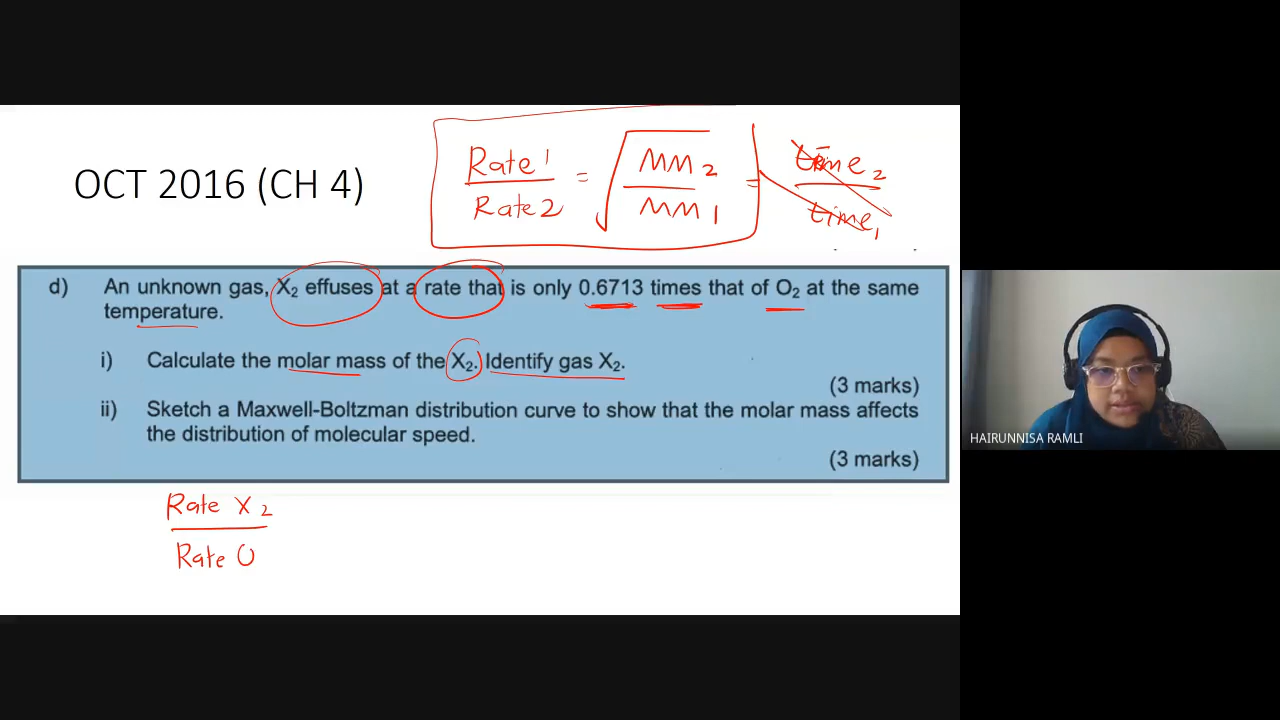 OCT 2016 (CH 4)
Rate 1
Rate 2
=
MM 2
MM 1
=
time 2
time 1
d) An unknown gas, X2 effuses at a rate that is only 0.6713 times that of O2 at the same
temperature.
i) Calculate the molar mass of the X2. Identify gas X2.
(3 marks)
ii) Sketch a Maxwell-Boltzman distribution curve to show that the molar mass affects
the distribution of molecular speed.
(3 marks)
Rate X 2
Rate O
HAIRUNNISA RAMLI